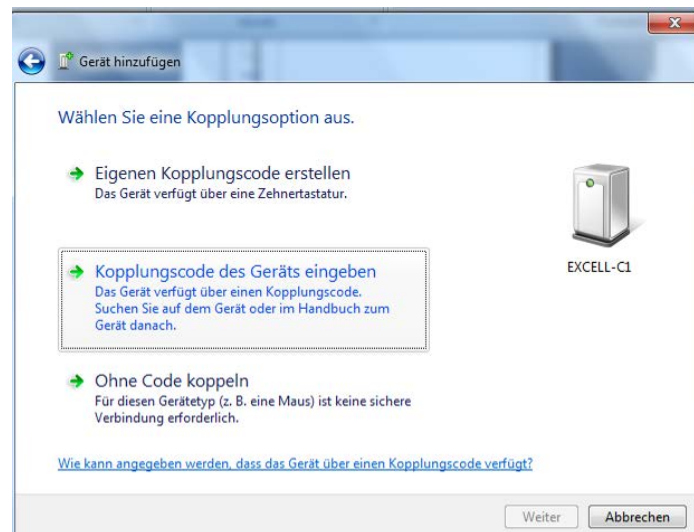 Gerät hinzufügen
Wählen Sie eine Kopplungsoption aus.
Eigenen Kopplungscode erstellen
Das Gerät verfügt über eine Zehnertastatur.
Kopplungscode des Geräts eingeben
Das Gerät verfügt über einen Kopplungscode.
Suchen Sie auf dem Gerät oder im Handbuch zum
Gerät danach.
EXCELL-C1
Ohne Code koppeln
Für diesen Gerätetyp (z. B. eine Maus) ist keine sichere
Verbindung erforderlich.
Wie kann angegeben werden, dass das Gerät über einen Kopplungscode verfügt?
Weiter
Abbrechen